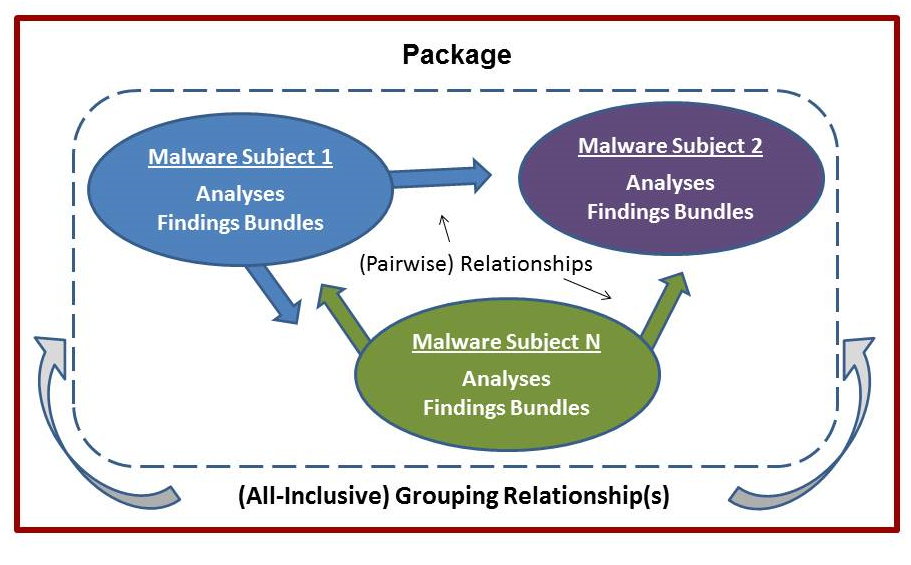 Package
Malware Subject 1
Analyses
Findings Bundles
Malware Subject 2
Analyses
Findings Bundles
(Pairwise) Relationships
Malware Subject N
Analyses
Findings Bundles
(All-Inclusive) Grouping Relationship(s)